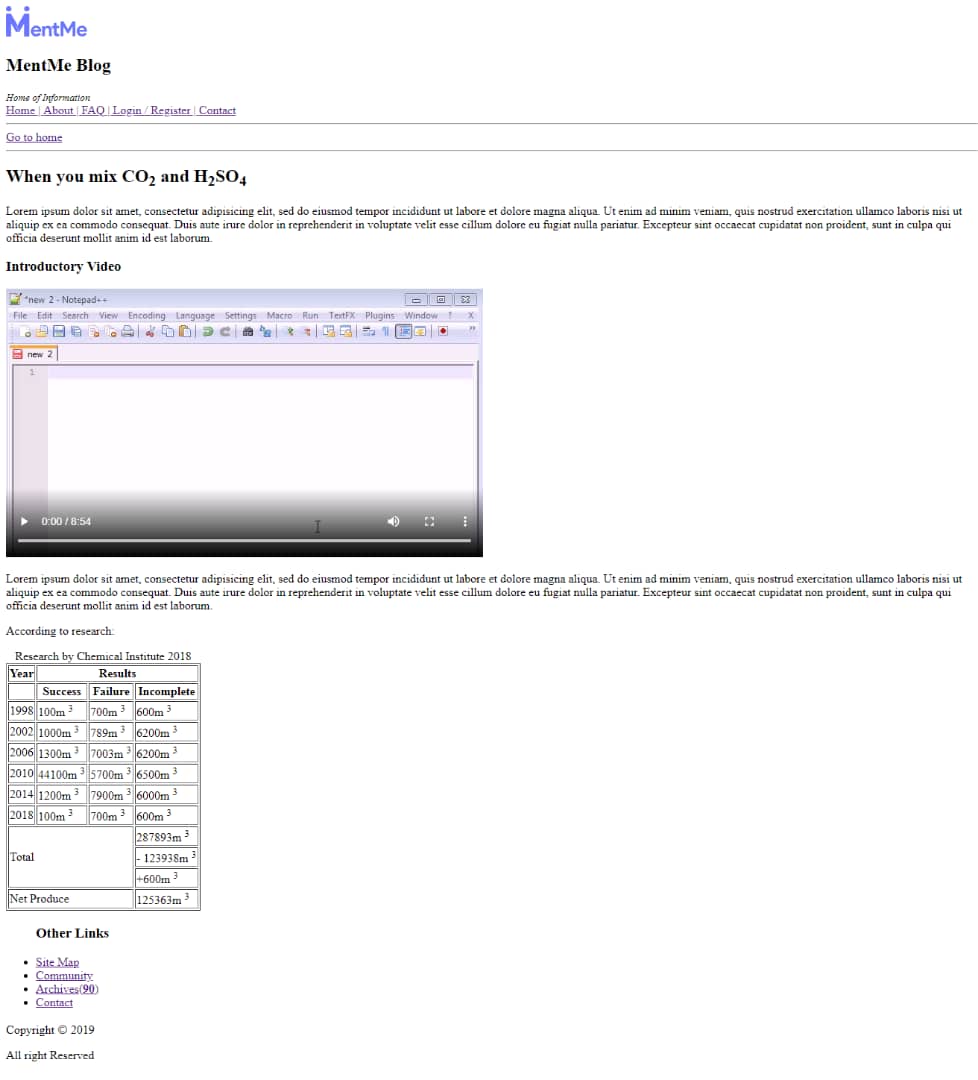 MentMe
MentMe Blog
Home of Information
Home | About | FAQ | Login / Register | Contact
Go to home
When you mix CO₂ and H₂SO₄
Lorem ipsum dolor sit amet, consectetur adipisicing elit, sed do eiusmod tempor incididunt ut labore et dolore magna aliqua. Ut enim ad minim veniam, quis nostrud exercitation ullamco laboris nisi ut
aliquip ex ea commodo consequat. Duis aute irure dolor in reprehenderit in voluptate velit esse cillum dolore eu fugiat nulla pariatur. Excepteur sint occaecat cupidatat non proident, sunt in culpa qui
officia deserunt mollit anim id est laborum.
Introductory Video
*new 2 - Notepad++
File Edit Search View Encoding Language Settings Macro Run TextFX Plugins Window ? X
new 2
1
0:00 / 8:54
Lorem ipsum dolor sit amet, consectetur adipisicing elit, sed do eiusmod tempor incididunt ut labore et dolore magna aliqua. Ut enim ad minim veniam, quis nostrud exercitation ullamco laboris nisi ut
aliquip ex ea commodo consequat. Duis aute irure dolor in reprehenderit in voluptate velit esse cillum dolore eu fugiat nulla pariatur. Excepteur sint occaecat cupidatat non proident, sunt in culpa qui
officia deserunt mollit anim id est laborum.
According to research:
Research by Chemical Institute 2018
Year Results
Success Failure Incomplete
1998 100m ³ 700m ³ 600m ³
2002 1000m ³ 789m ³ 6200m ³
2006 1300m ³ 7003m ³ 6200m ³
2010 44100m ³ 5700m ³ 6500m ³
2014 1200m ³ 7900m ³ 6000m ³
2018 100m ³ 700m ³ 600m ³
287893m ³
Total - 123938m ³
+600m ³
Net Produce 125363m ³
Other Links
• Site Map
• Community
• Archives(90)
• Contact
Copyright © 2019
All right Reserved